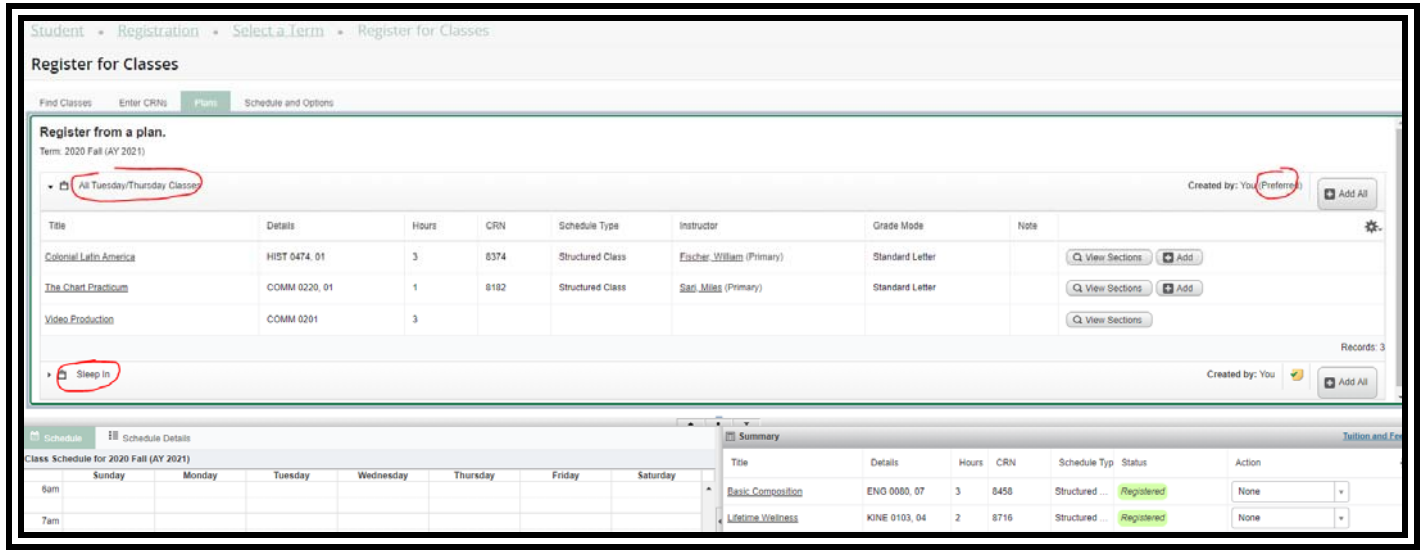 Student • Registration • Select a Term • Register for Classes
Register for Classes
Find Classes Enter CRNs Plans Schedule and Options
Register from a plan.
Term: 2020 Fall (AY 2021)
All Tuesday/Thursday Classes Created by: You (Preferred) Add All
Title Details Hours CRN Schedule Type Instructor Grade Mode Note
Colonial Latin America HIST 0474, 01 3 8374 Structured Class Fischer, William (Primary) Standard Letter View Sections Add
The Chart Practicum COMM 0220, 01 1 8182 Structured Class Sari, Miles (Primary) Standard Letter View Sections Add
Video Production COMM 0201 3 View Sections
Records: 3
Sleep In Created by: You Add All
Schedule Schedule Details
Class Schedule for 2020 Fall (AY 2021)
Sunday Monday Tuesday Wednesday Thursday Friday Saturday
6am
7am
Summary Tuition and Fee
Title Details Hours CRN Schedule Typ Status Action
Basic Composition ENG 0080, 07 3 8458 Structured ... Registered None
Lifetime Wellness KINE 0103, 04 2 8716 Structured ... Registered None